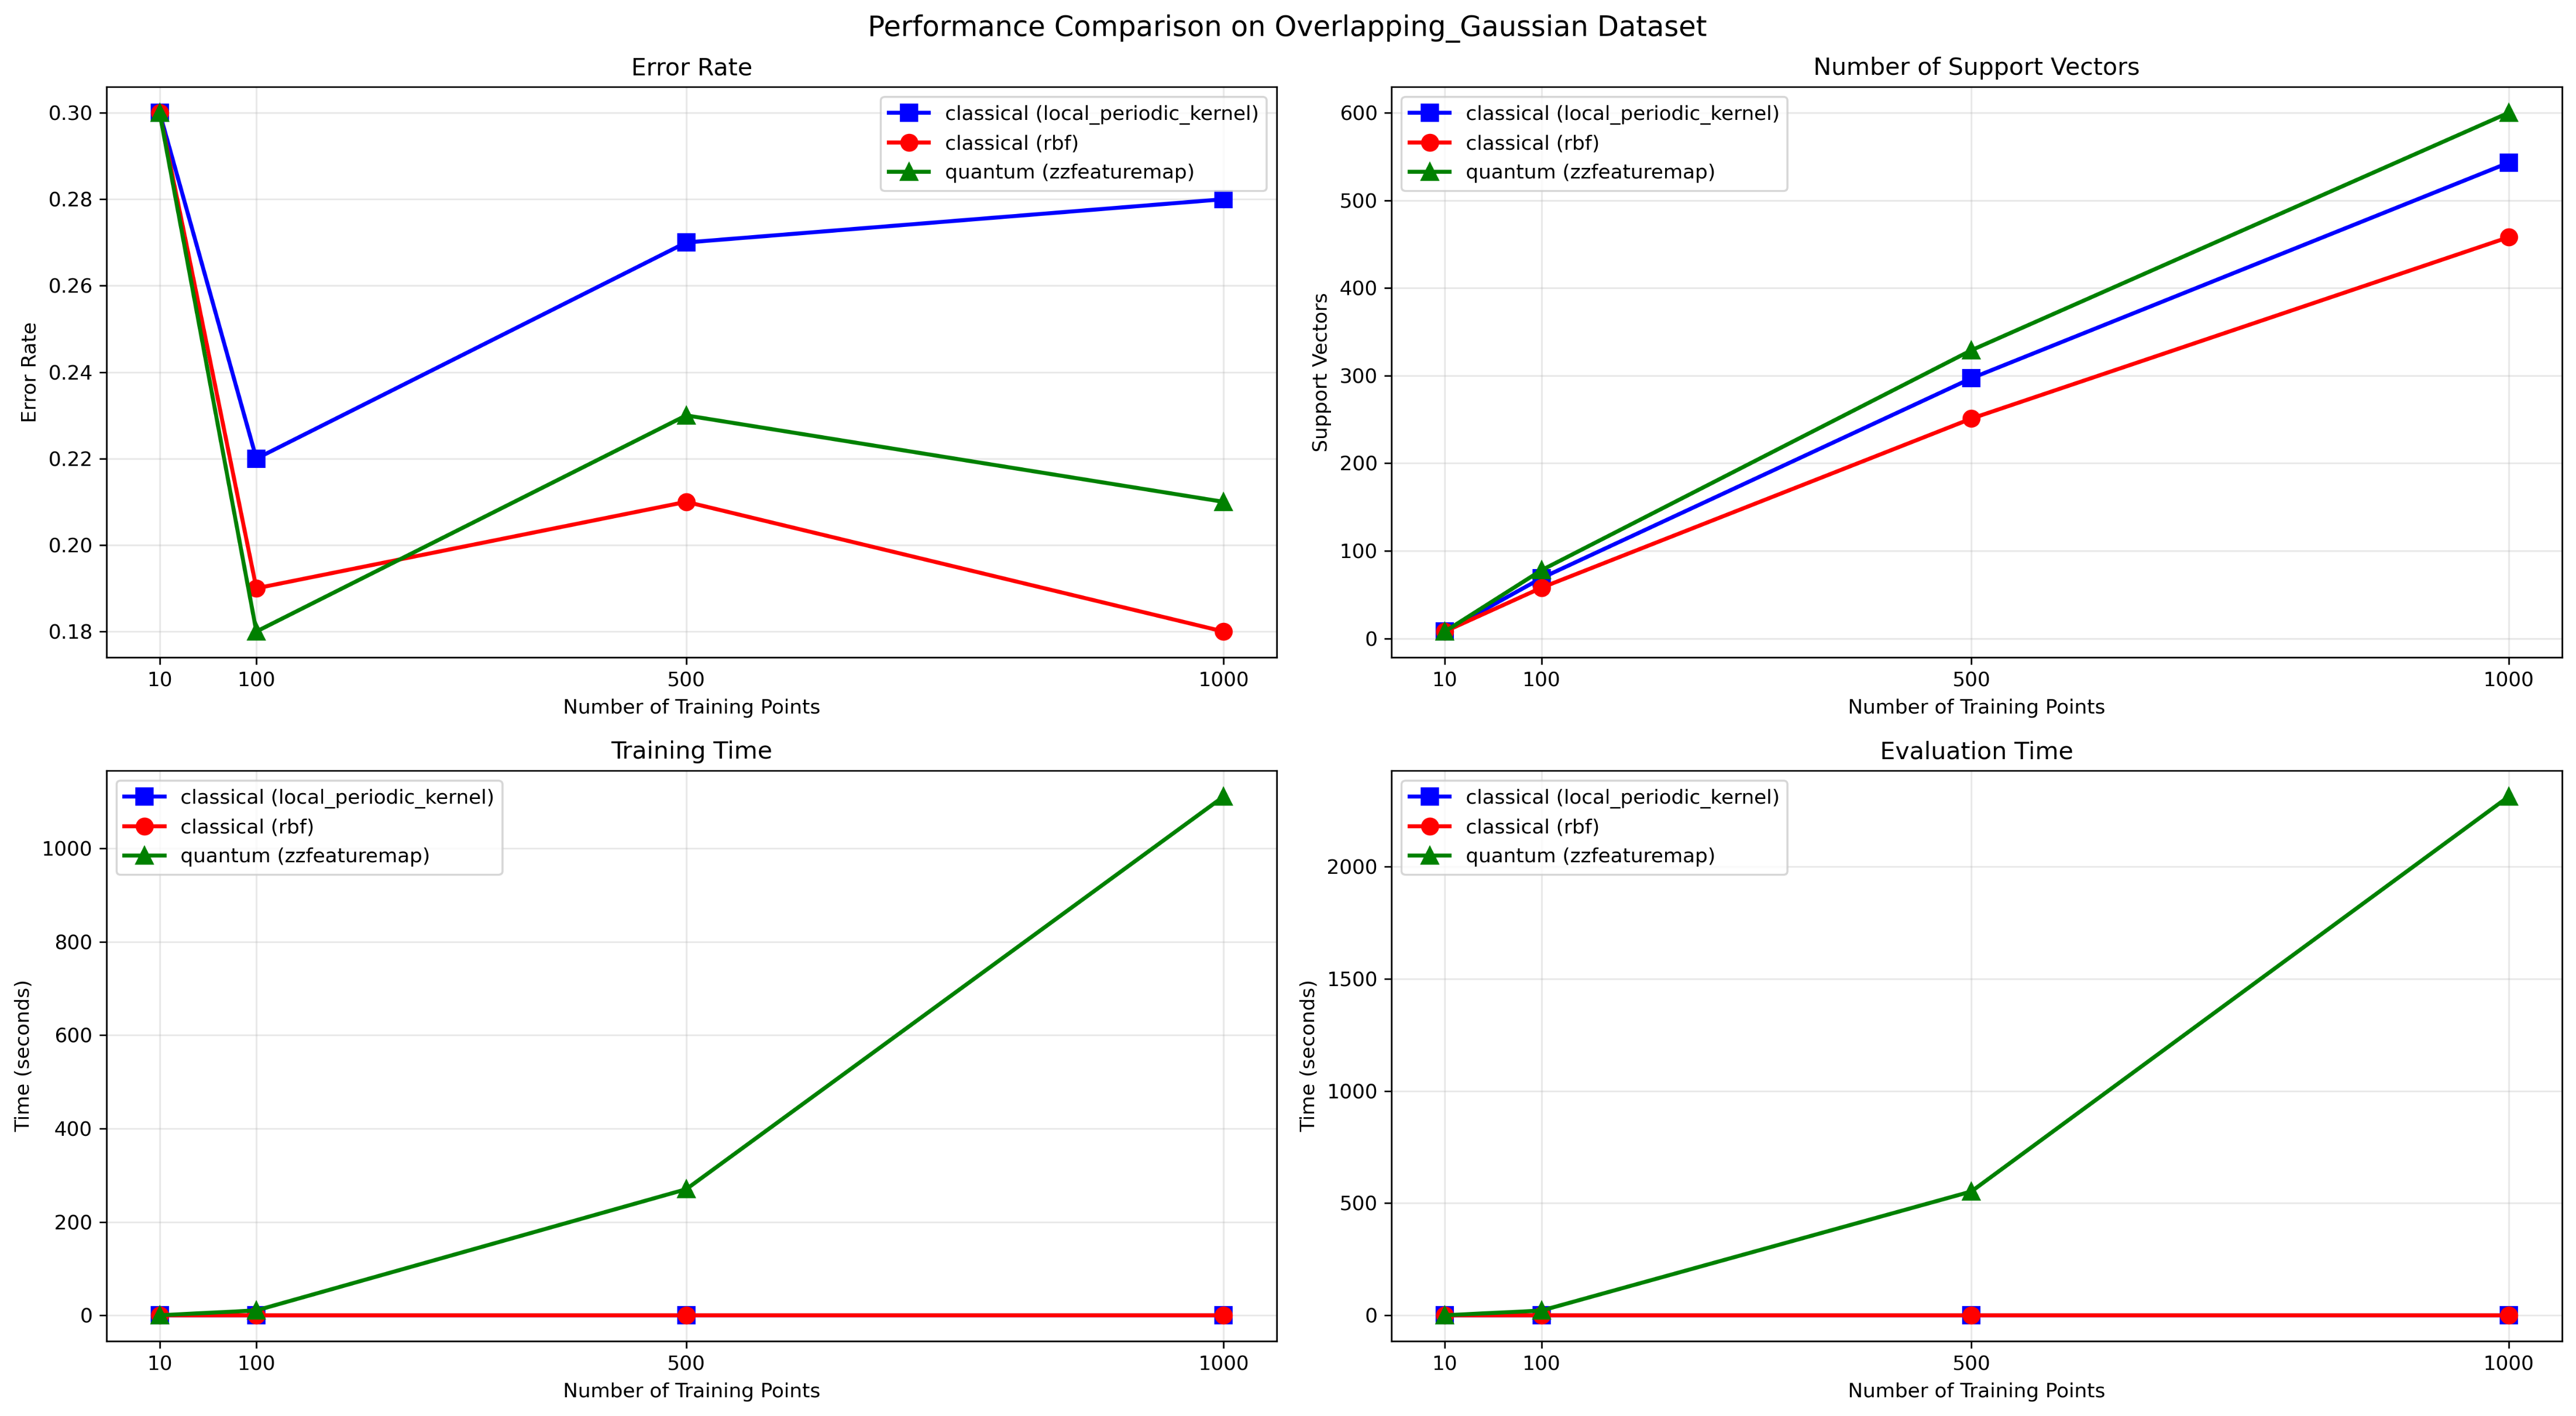 Performance Comparison on Overlapping_Gaussian Dataset
Error Rate
0.30
0.28
0.26
0.24
0.22
0.20
0.18
Error Rate
classical (local_periodic_kernel)
classical (rbf)
quantum (zzfeaturemap)
10 100 500 1000
Number of Training Points
Number of Support Vectors
600
500
400
300
200
100
0
Support Vectors
classical (local_periodic_kernel)
classical (rbf)
quantum (zzfeaturemap)
10 100 500 1000
Number of Training Points
Training Time
1000
800
600
400
200
0
Time (seconds)
classical (local_periodic_kernel)
classical (rbf)
quantum (zzfeaturemap)
10 100 500 1000
Number of Training Points
Evaluation Time
2000
1500
1000
500
0
Time (seconds)
classical (local_periodic_kernel)
classical (rbf)
quantum (zzfeaturemap)
10 100 500 1000
Number of Training Points